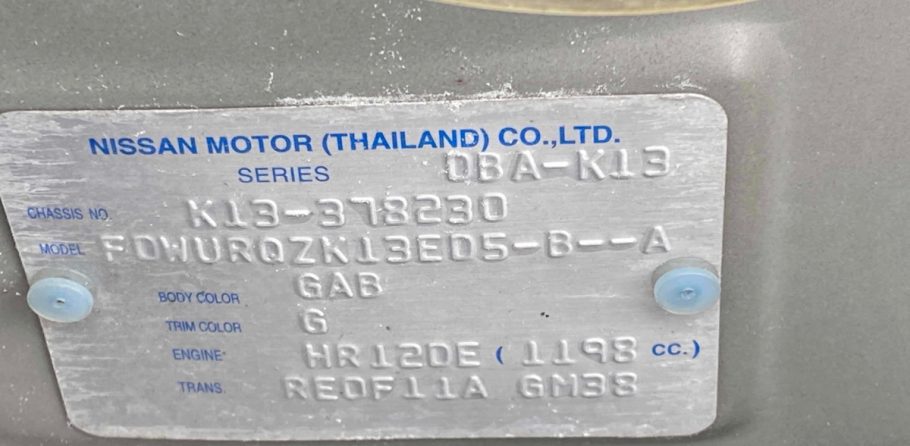 NISSAN MOTOR (THAILAND) CO.,LTD.
SERIES DBA-K13
CHASSIS NO. K13-378230
MODEL FDWURQZK13EDS-B--A
BODY COLOR GAB
TRIM COLOR G
ENGINE HR12DE ( 1198 cc.)
TRANS. RE0F11A GM38